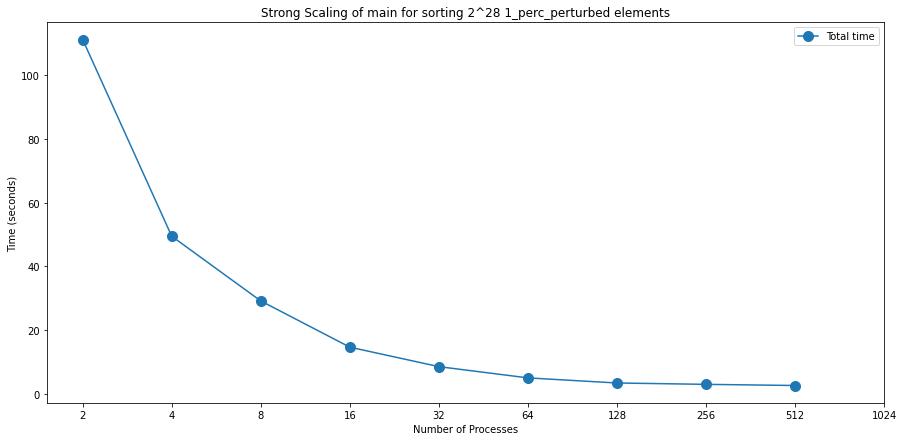 Strong Scaling of main for sorting 2^28 1_perc_perturbed elements
Total time
Time (seconds)
100
80
60
40
20
0
2 4 8 16 32 64 128 256 512 1024
Number of Processes